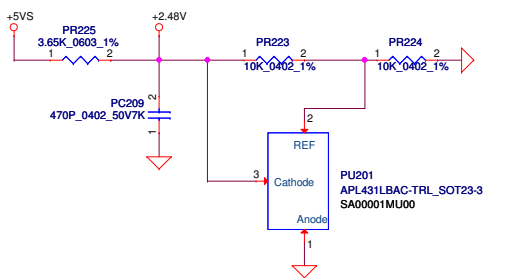 +5VS
+2.48V
PR225
3.65K_0603_1%
1
2
PR223
1
2
10K_0402_1%
PR224
1
2
10K_0402_1%
PC209
470P_0402_50V7K
2
1
2
REF
3
Cathode
Anode
1
PU201
APL431LBAC-TRL_SOT23-3
SA00001MU00